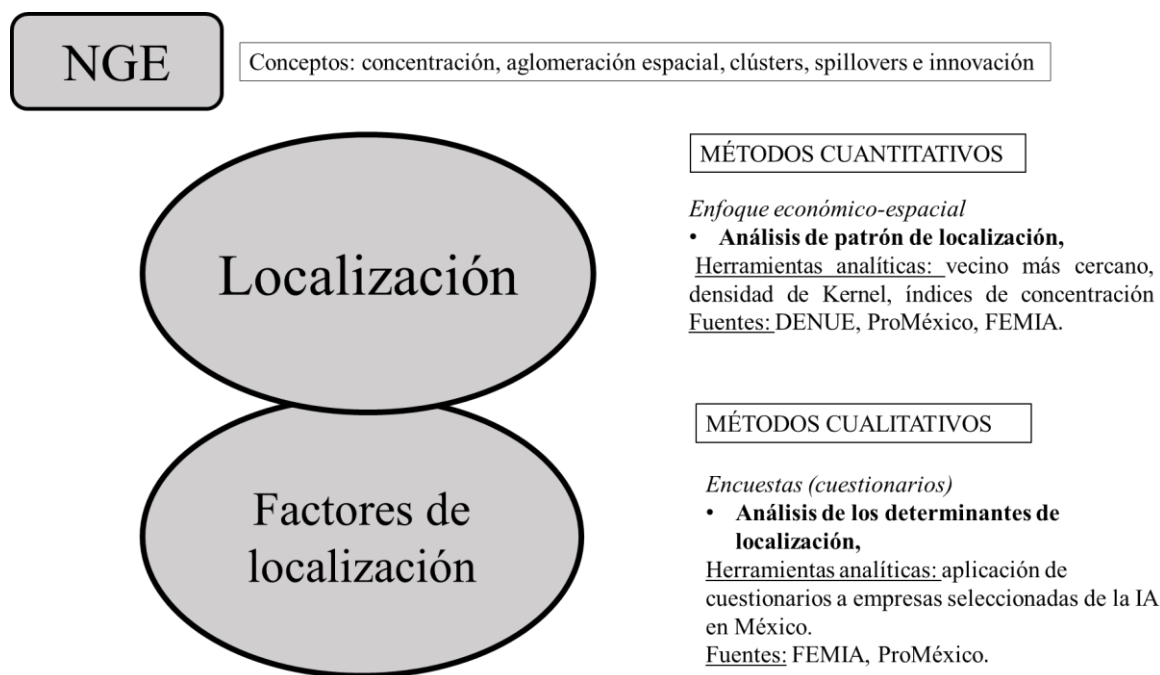 NGE
Conceptos: concentración, aglomeración espacial, clústers, spillovers e innovación
Localización
MÉTODOS CUANTITATIVOS
Enfoque económico-espacial
• Análisis de patrón de localización,
Herramientas analíticas: vecino más cercano,
densidad de Kernel, índices de concentración
Fuentes: DENUE, ProMéxico, FEMIA.
Factores de
localización
MÉTODOS CUALITATIVOS
Encuestas (cuestionarios)
• Análisis de los determinantes de
localización,
Herramientas analíticas: aplicación de
cuestionarios a empresas seleccionadas de la IA
en México.
Fuentes: FEMIA, ProMéxico.